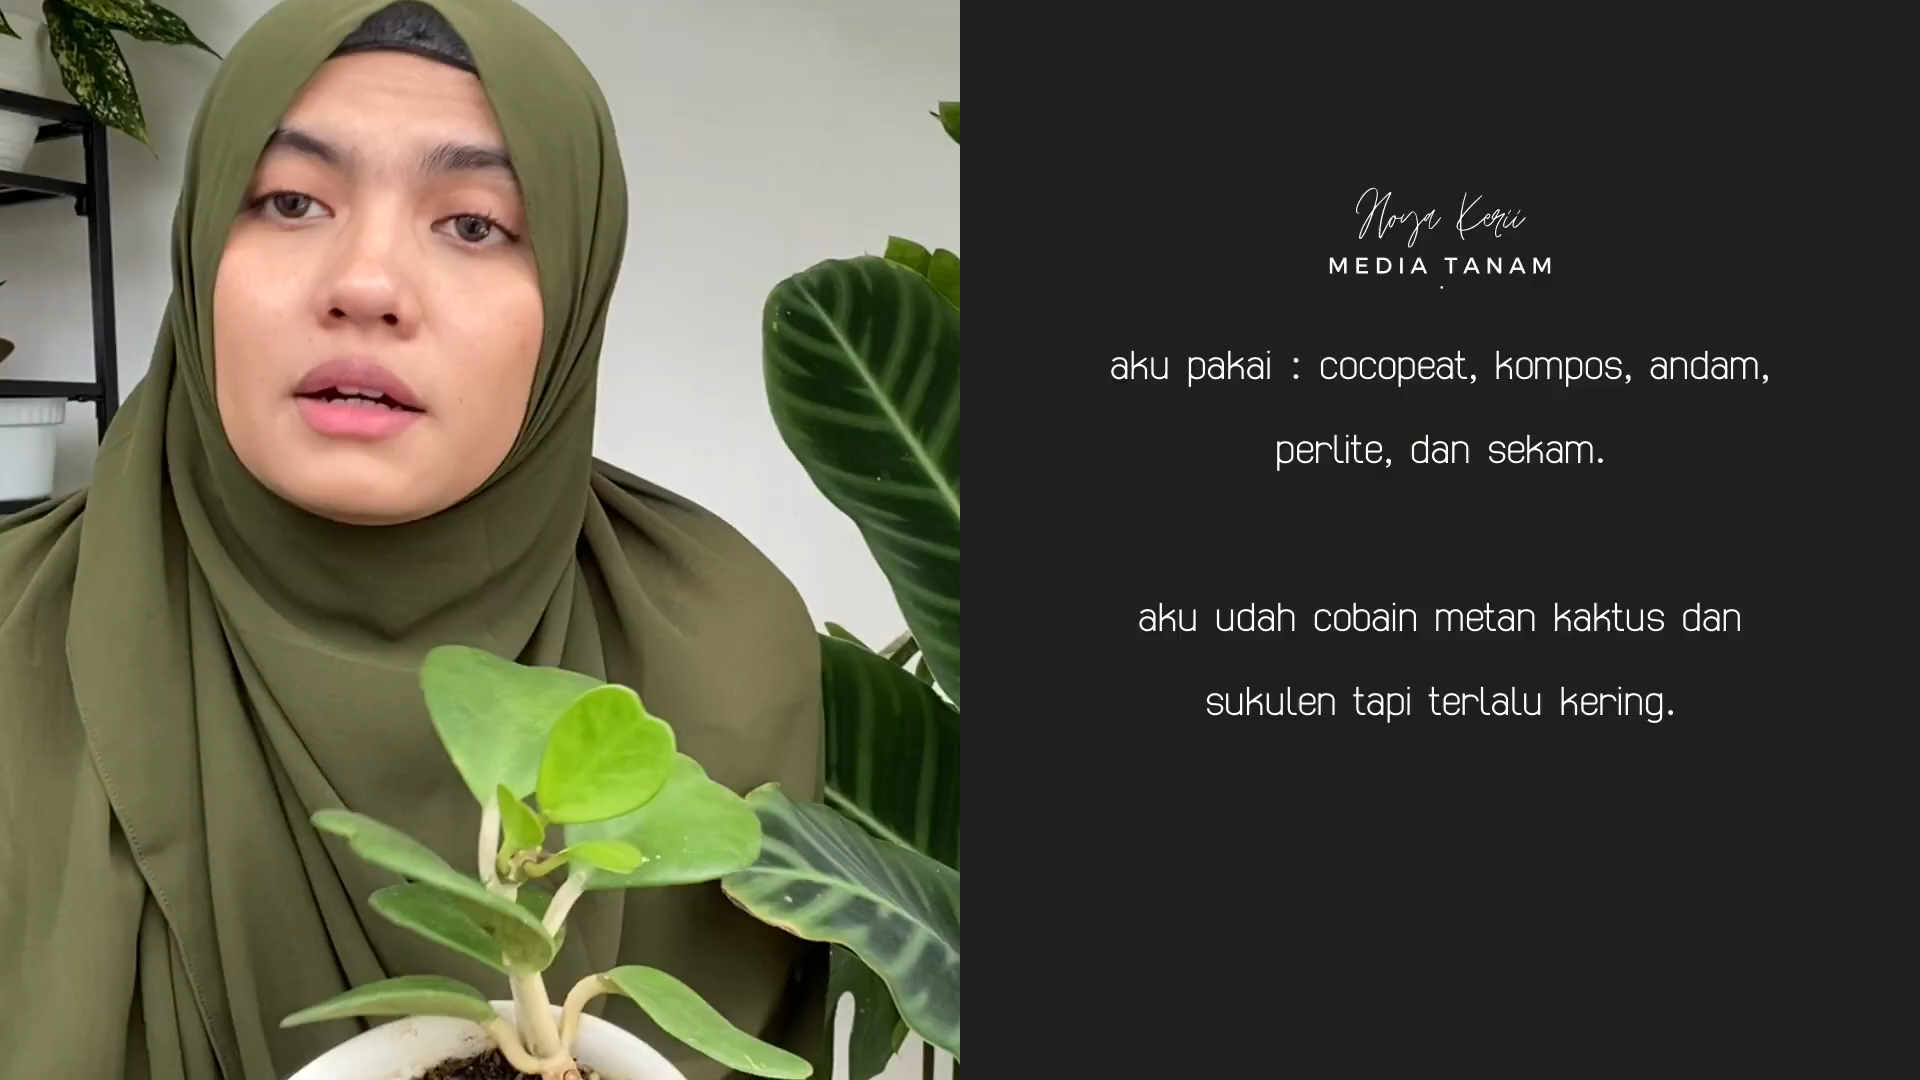 Hoya Kerii
MEDIA TANAM
.
aku pakai : cocopeat, kompos, andam,
perlite, dan sekam.
aku udah cobain metan kaktus dan
sukulen tapi terlalu kering.